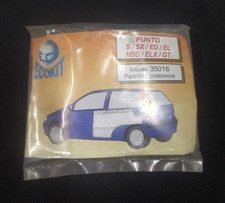 ECOKIT
PUNTO
S / SX / ED / EL
HSD / ELX / GT
Articolo 35016
Pannello posteriore